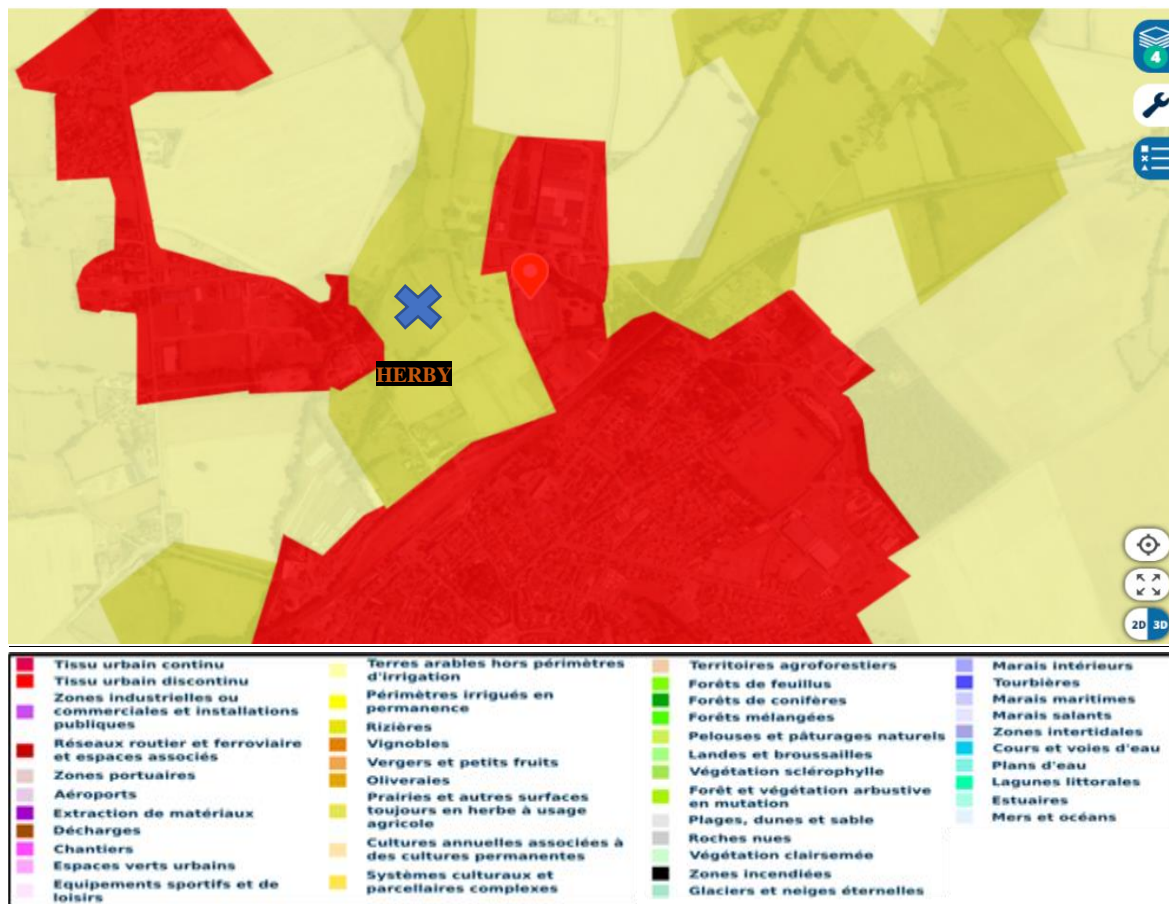 4
HERBY
2D 3D
Tissu urbain continu
Tissu urbain discontinu
Zones industrielles ou
commerciales et installations
publiques
Réseaux routier et ferroviaire
et espaces associés
Zones portuaires
Aéroports
Extraction de matériaux
Décharges
Chantiers
Espaces verts urbains
Equipements sportifs et de
loisirs
Terres arables hors périmètres
d'irrigation
Périmètres irrigués en
permanence
Rizières
Vignobles
Vergers et petits fruits
Oliveraies
Prairies et autres surfaces
toujours en herbe à usage
agricole
Cultures annuelles associées à
des cultures permanentes
Systèmes culturaux et
parcellaires complexes
Territoires agroforestiers
Forêts de feuillus
Forêts de conifères
Forêts mélangées
Pelouses et pâturages naturels
Landes et broussailles
Végétation sclérophylle
Forêt et végétation arbustive
en mutation
Plages, dunes et sable
Roches nues
Végétation clairsemée
Zones incendiées
Glaciers et neiges éternelles
Marais intérieurs
Tourbières
Marais maritimes
Marais salants
Zones intertidales
Cours et voies d'eau
Plans d'eau
Lagunes littorales
Estuaires
Mers et océans